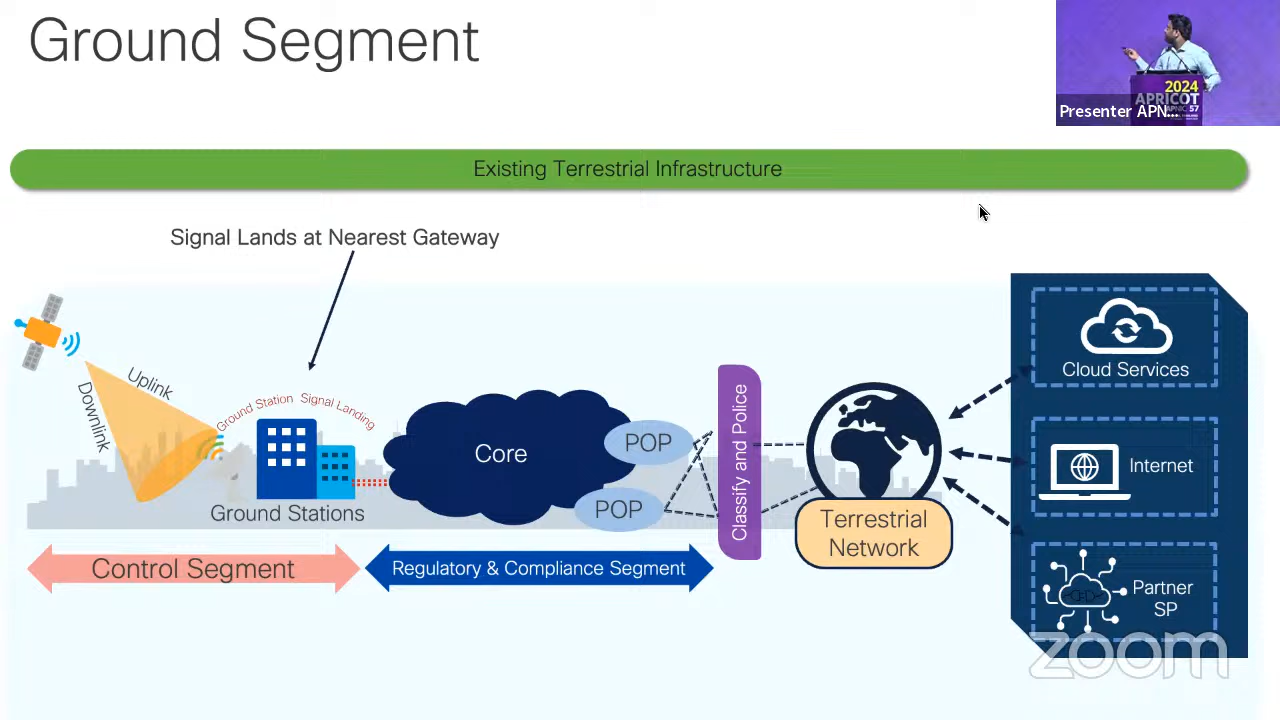 Ground Segment
2024
APRICOT
APNIC 57
Presenter APN...
Existing Terrestrial Infrastructure
Signal Lands at Nearest Gateway
Uplink
Downlink
Ground Station Signal Landing
Ground Stations
Core
POP
POP
Classify and Police
Terrestrial
Network
Cloud Services
Internet
Partner
SP
Control Segment
Regulatory & Compliance Segment
zoom